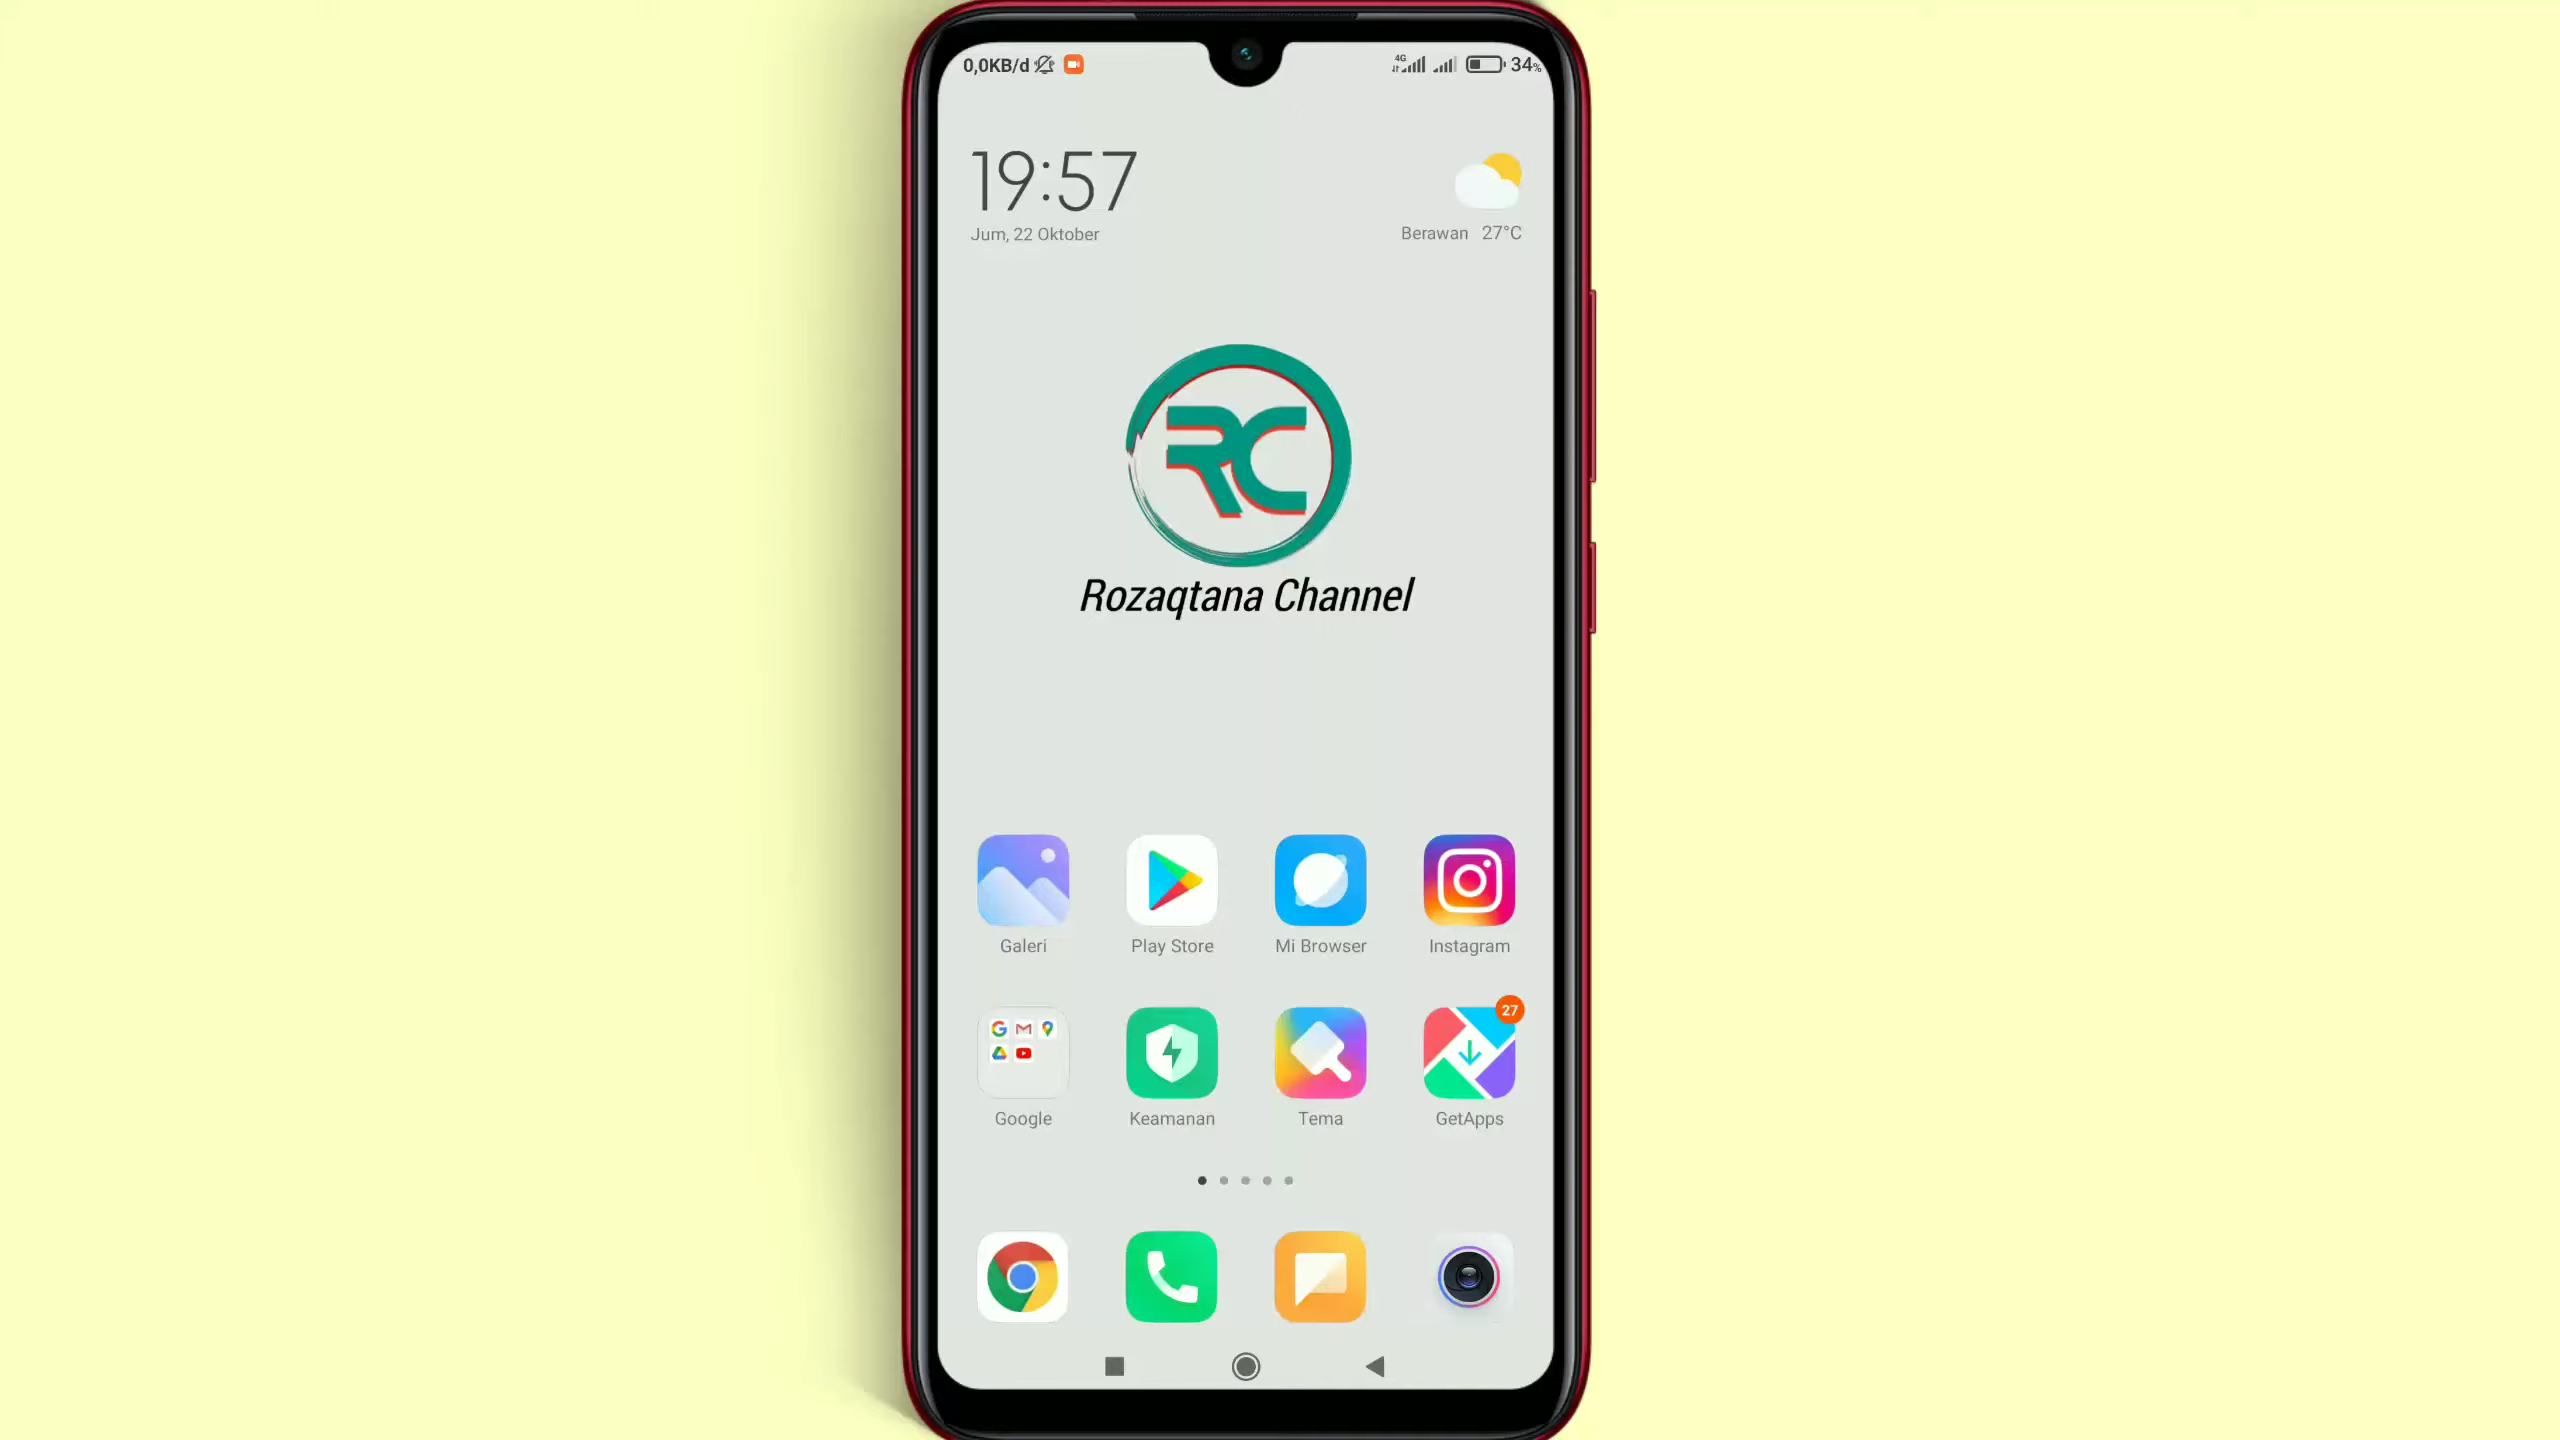 0,0KB/d 4G 34%
19:57
Jum, 22 Oktober
Berawan 27°C
RC
Rozaqtana Channel
Galeri Play Store Mi Browser Instagram
27
Google Keamanan Tema GetApps